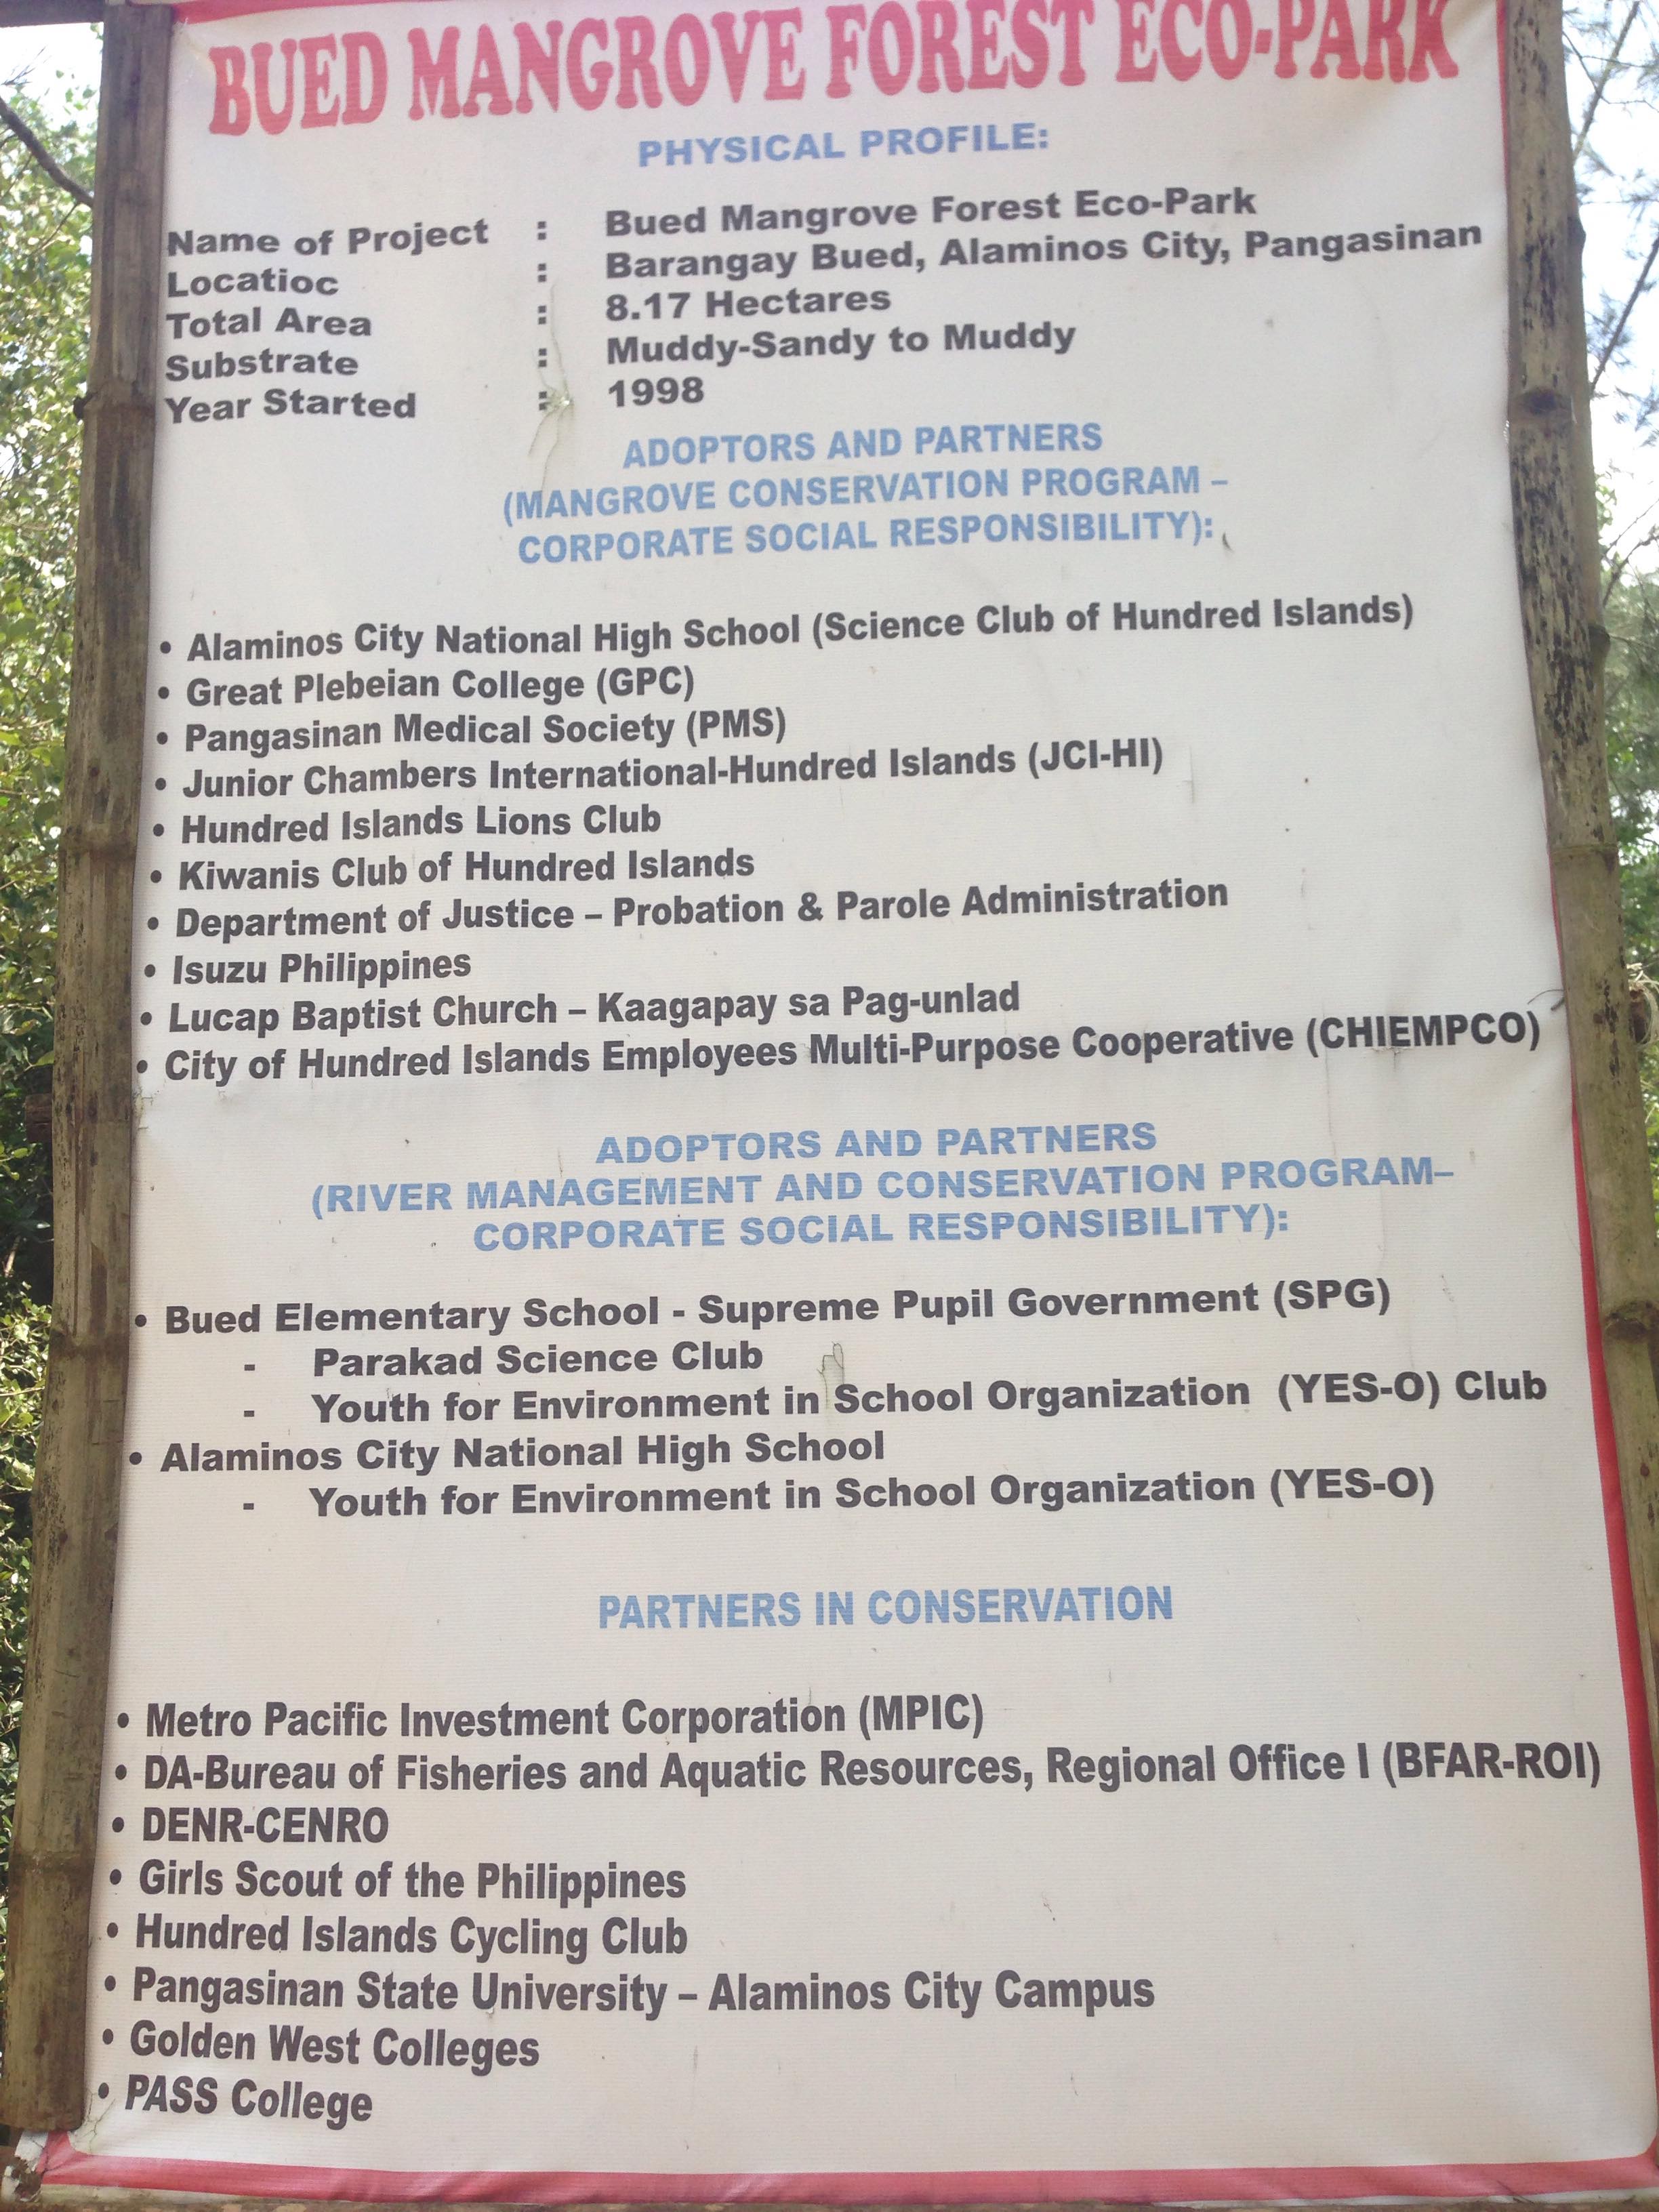 BUED MANGROVE FOREST ECO-PARK
PHYSICAL PROFILE:
Name of Project : Bued Mangrove Forest Eco-Park
Locatioc : Barangay Bued, Alaminos City, Pangasinan
Total Area : 8.17 Hectares
Substrate : Muddy-Sandy to Muddy
Year Started : 1998
ADOPTORS AND PARTNERS
(MANGROVE CONSERVATION PROGRAM –
CORPORATE SOCIAL RESPONSIBILITY):
• Alaminos City National High School (Science Club of Hundred Islands)
• Great Plebeian College (GPC)
• Pangasinan Medical Society (PMS)
• Junior Chambers International-Hundred Islands (JCI-HI)
• Hundred Islands Lions Club
• Kiwanis Club of Hundred Islands
• Department of Justice – Probation & Parole Administration
• Isuzu Philippines
• Lucap Baptist Church – Kaagapay sa Pag-unlad
• City of Hundred Islands Employees Multi-Purpose Cooperative (CHIEMPCO)
ADOPTORS AND PARTNERS
(RIVER MANAGEMENT AND CONSERVATION PROGRAM–
CORPORATE SOCIAL RESPONSIBILITY):
• Bued Elementary School - Supreme Pupil Government (SPG)
- Parakad Science Club
- Youth for Environment in School Organization (YES-O) Club
• Alaminos City National High School
- Youth for Environment in School Organization (YES-O)
PARTNERS IN CONSERVATION
• Metro Pacific Investment Corporation (MPIC)
• DA-Bureau of Fisheries and Aquatic Resources, Regional Office I (BFAR-ROI)
• DENR-CENRO
• Girls Scout of the Philippines
• Hundred Islands Cycling Club
• Pangasinan State University – Alaminos City Campus
• Golden West Colleges
• PASS College